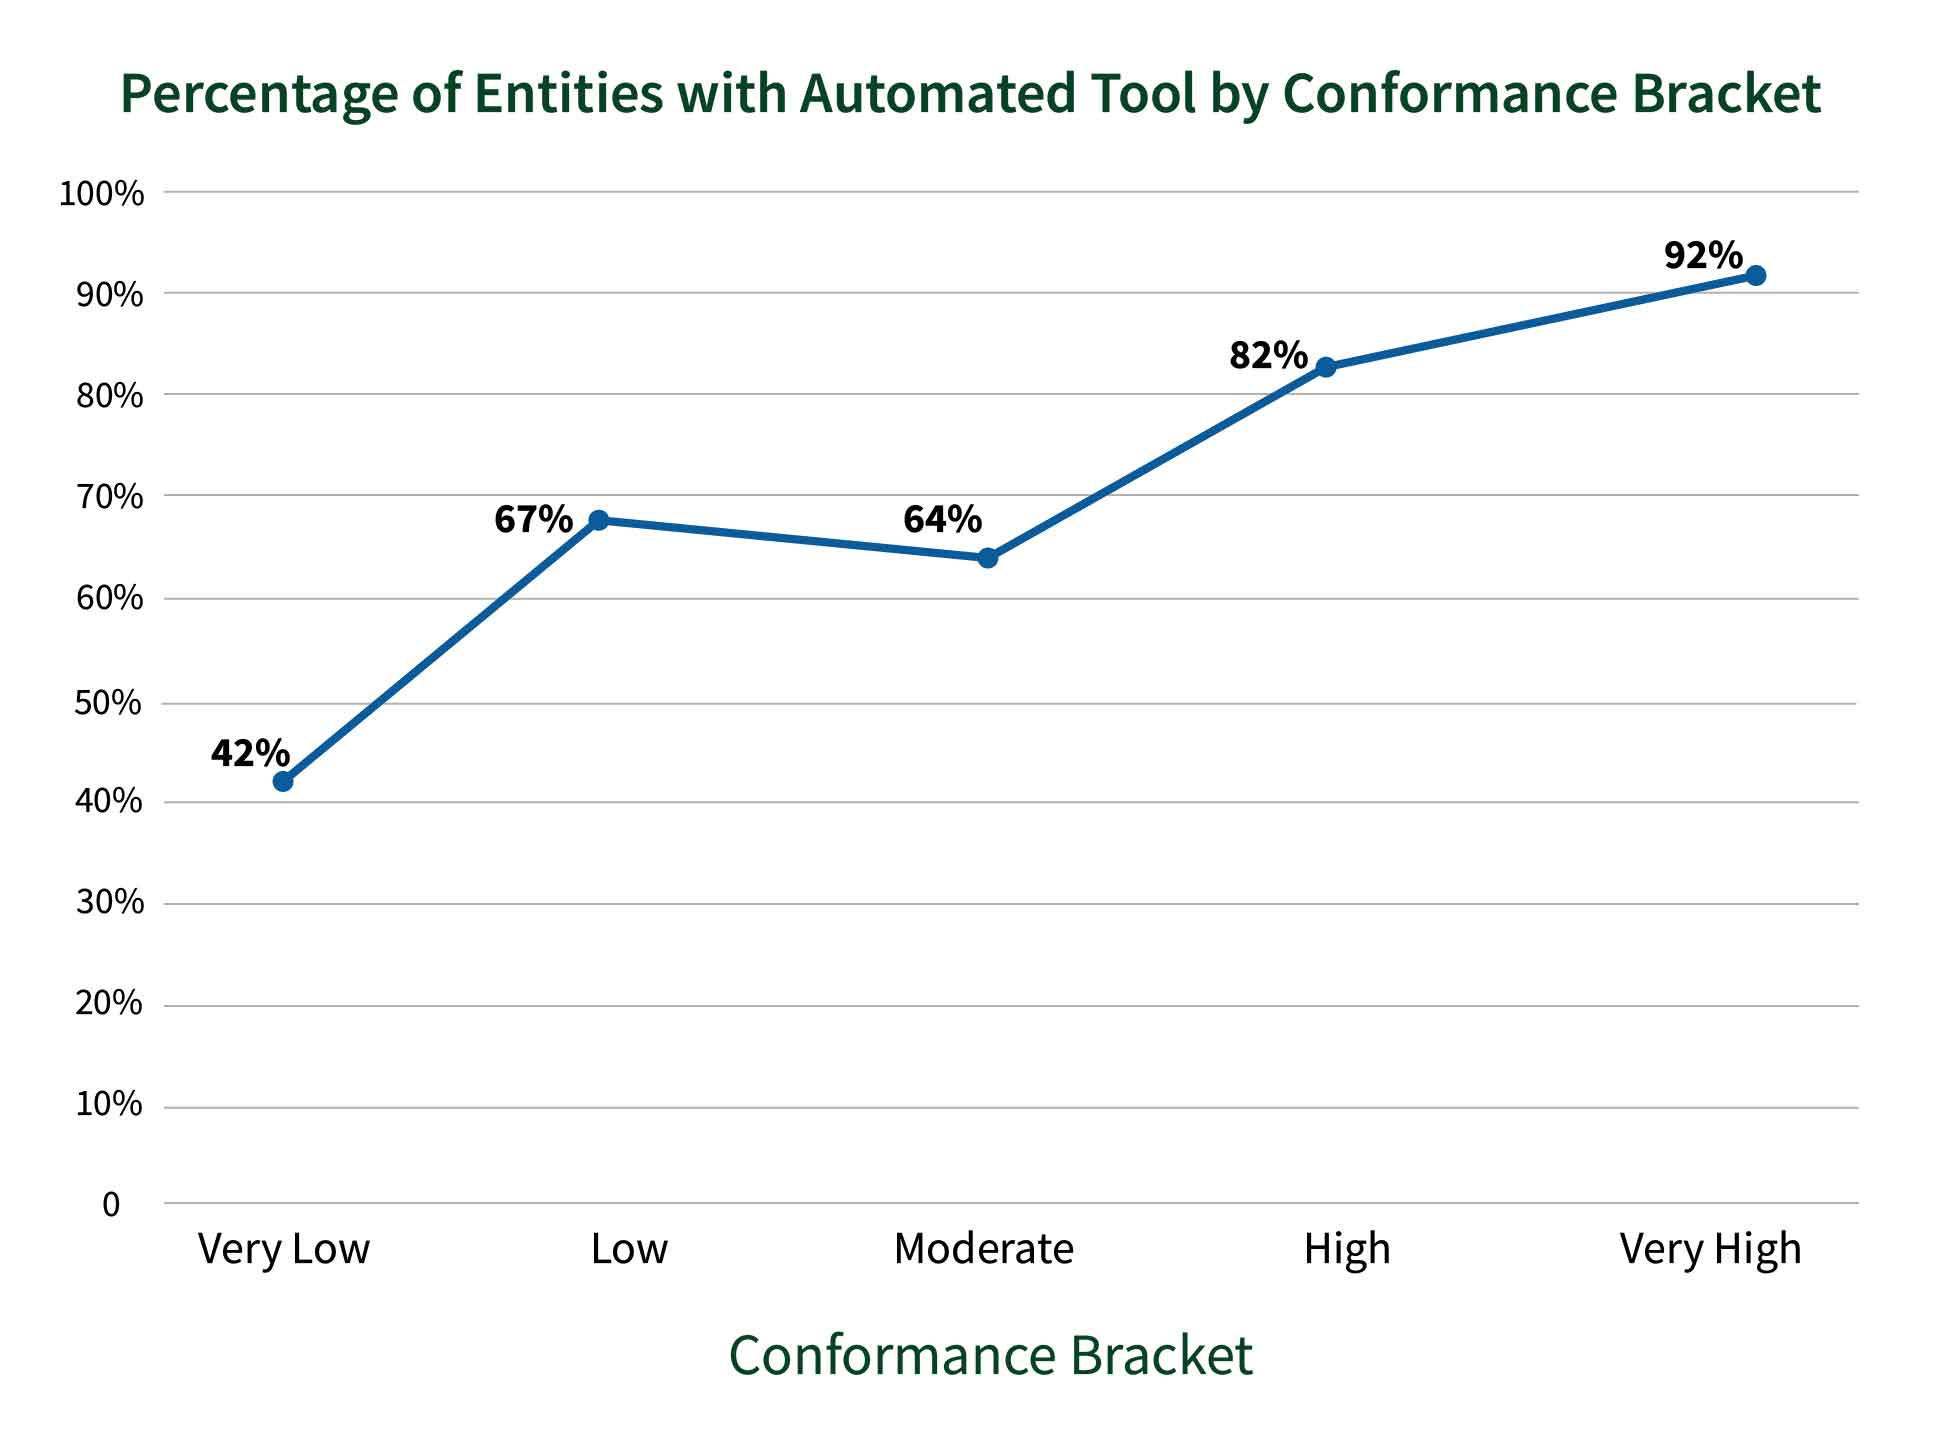 Percentage of Entities with Automated Tool by Conformance Bracket
100%
90%
80%
70%
60%
50%
40%
30%
20%
10%
0
42%
67%
64%
82%
92%
Very Low
Low
Moderate
High
Very High
Conformance Bracket